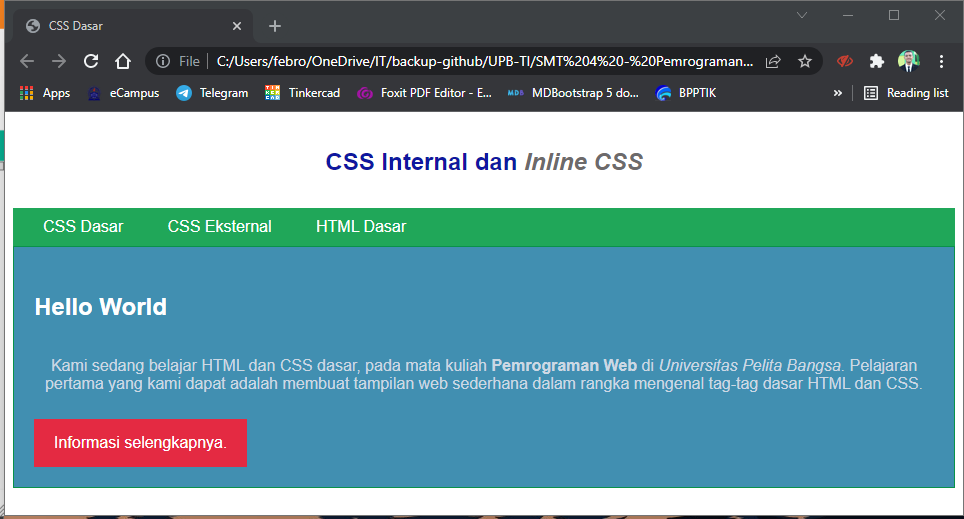 CSS Dasar
File
C:/Users/febro/OneDrive/IT/backup-github/UPB-TI/SMT%204%20-%20Pemrograman...
Apps eCampus Telegram TINKERCAD Tinkercad Foxit PDF Editor - E... MDB MDBootstrap 5 do... BPPTIK » Reading list
CSS Internal dan Inline CSS
CSS Dasar CSS Eksternal HTML Dasar
Hello World
Kami sedang belajar HTML dan CSS dasar, pada mata kuliah Pemrograman Web di Universitas Pelita Bangsa. Pelajaran
pertama yang kami dapat adalah membuat tampilan web sederhana dalam rangka mengenal tag-tag dasar HTML dan CSS.
Informasi selengkapnya.